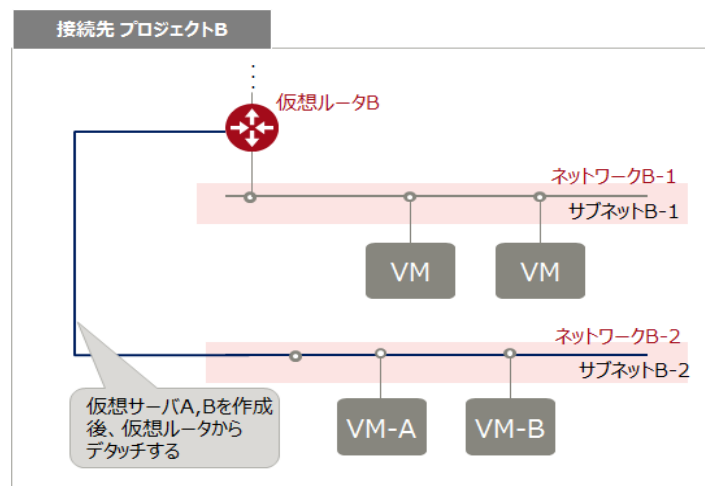 接続先 プロジェクトB
仮想ルータB
ネットワークB-1
サブネットB-1
VM
VM
ネットワークB-2
サブネットB-2
仮想サーバA,Bを作成
後、仮想ルータから
デタッチする
VM-A
VM-B